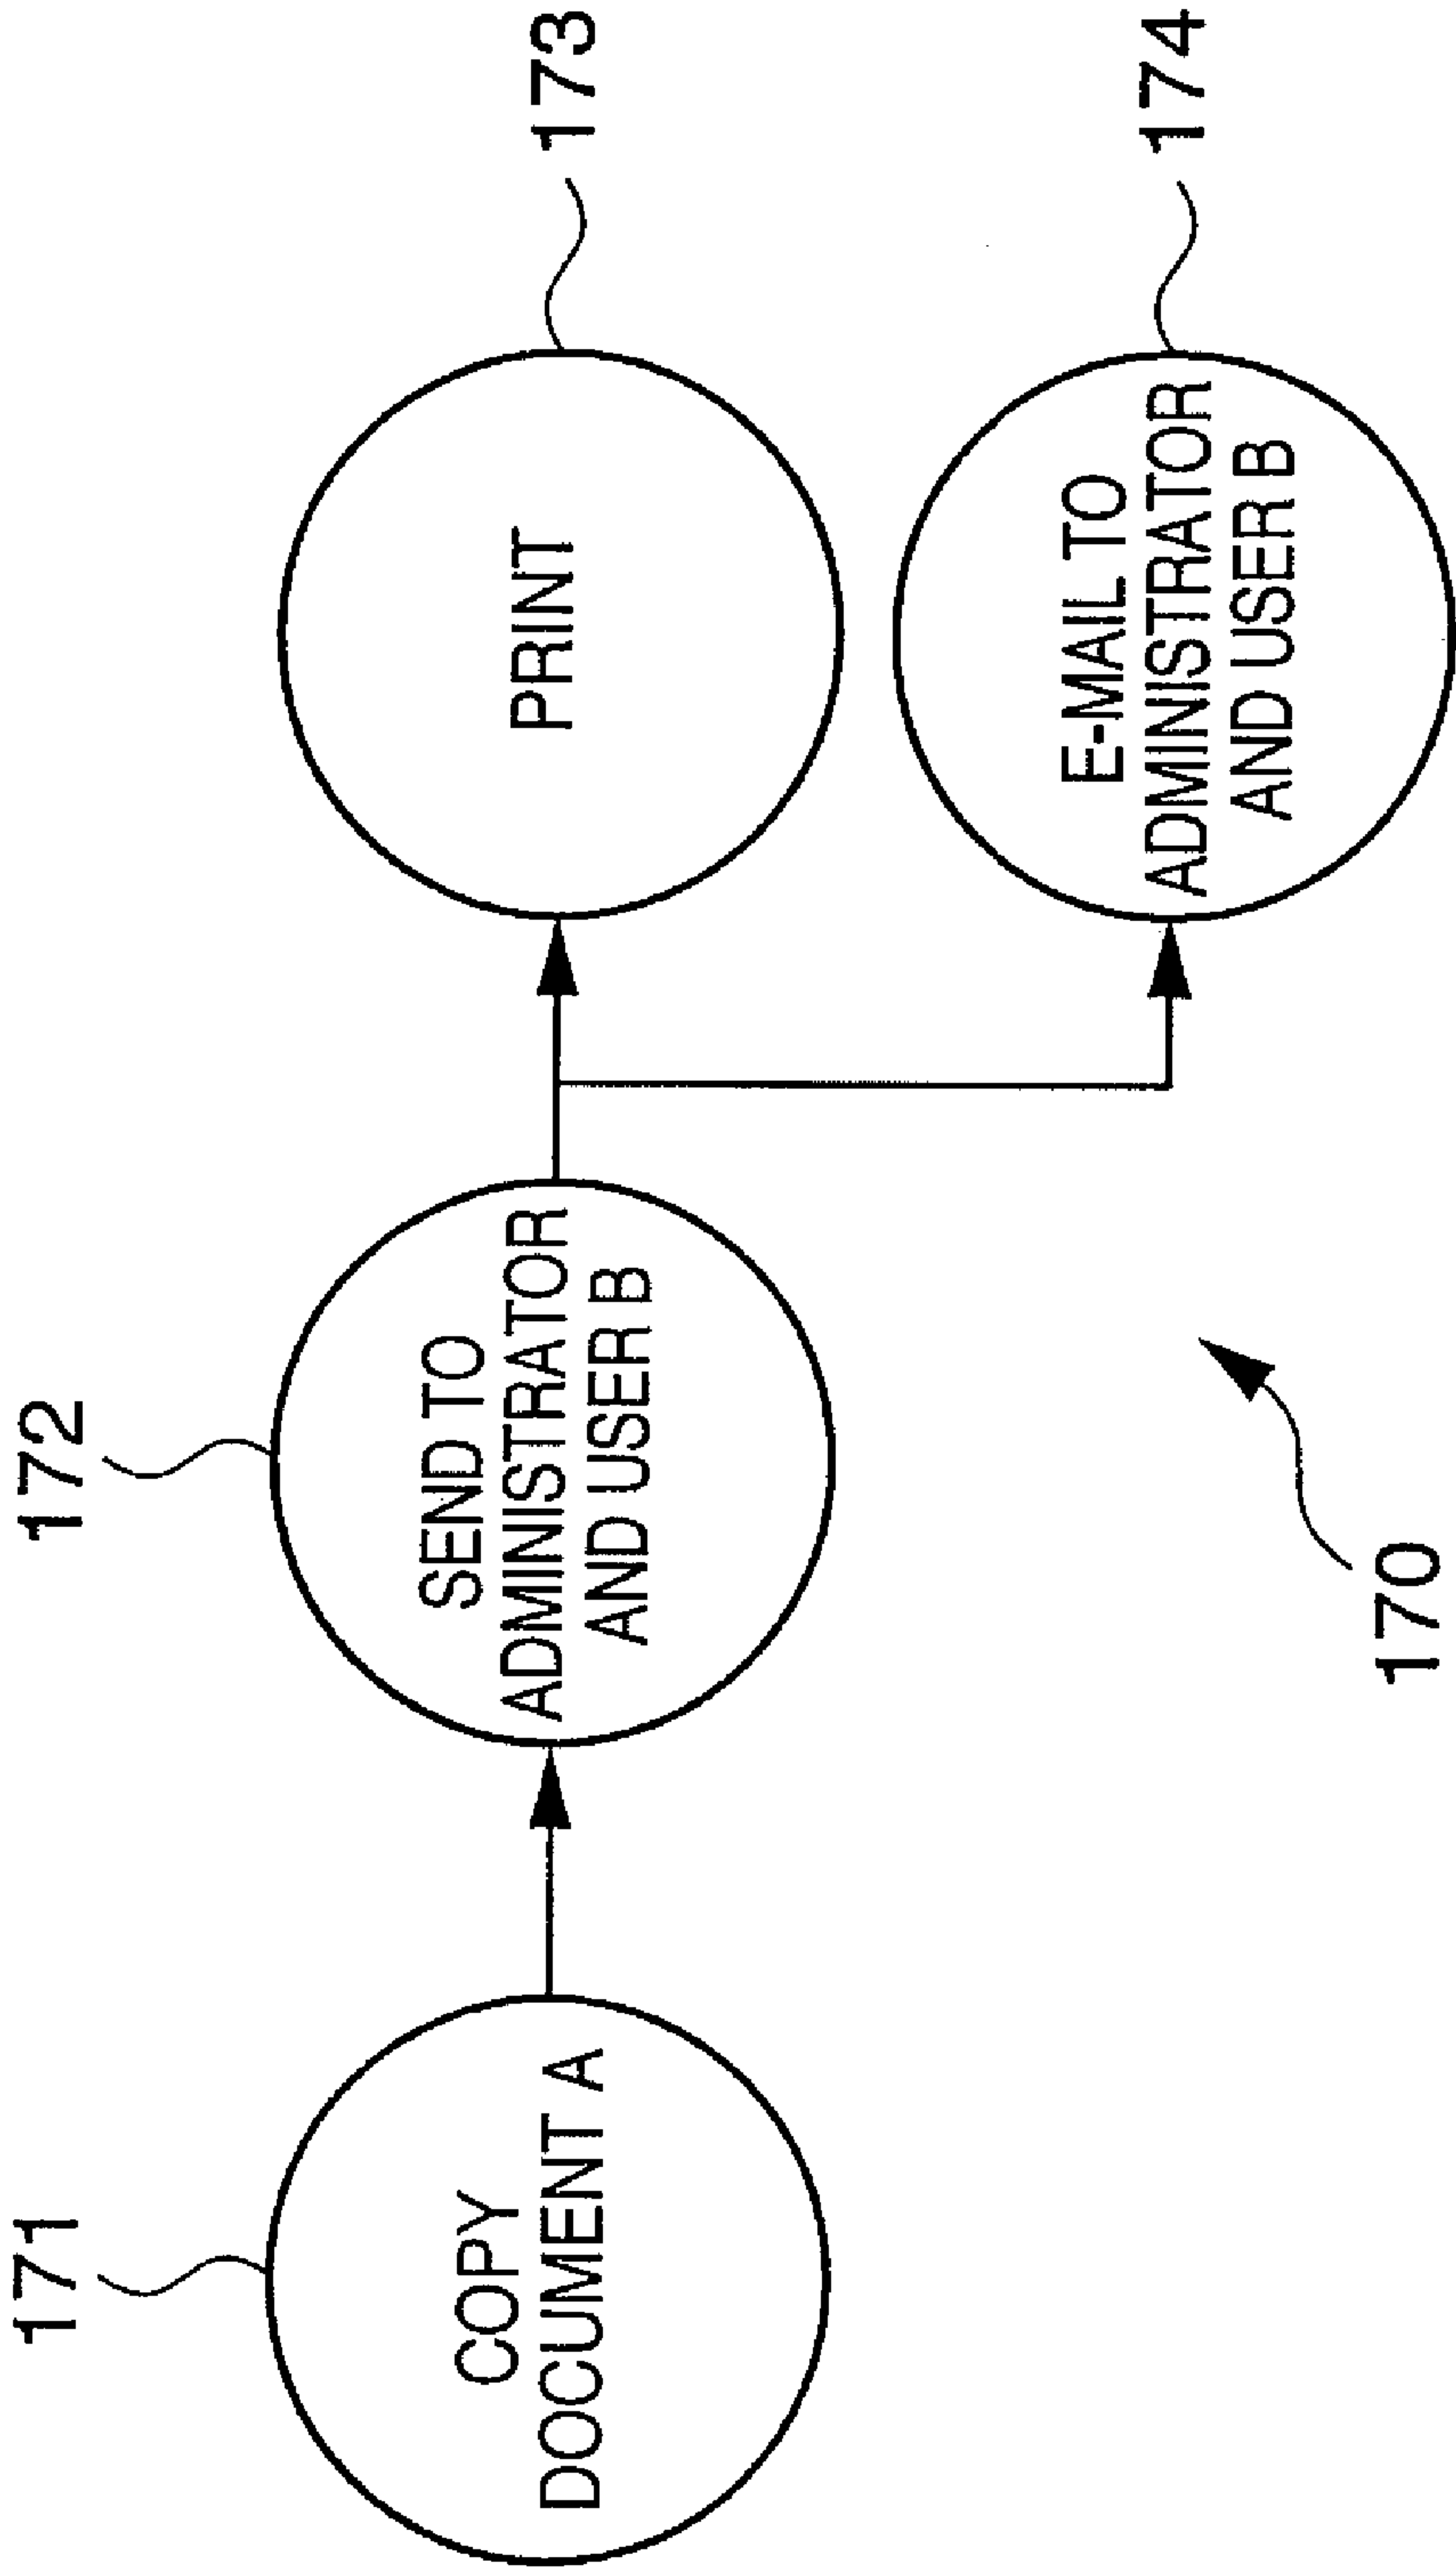 171
COPY
DOCUMENT A
172
SEND TO
ADMINISTRATOR
AND USER B
PRINT
173
E-MAIL TO
ADMINISTRATOR
AND USER B
174
170